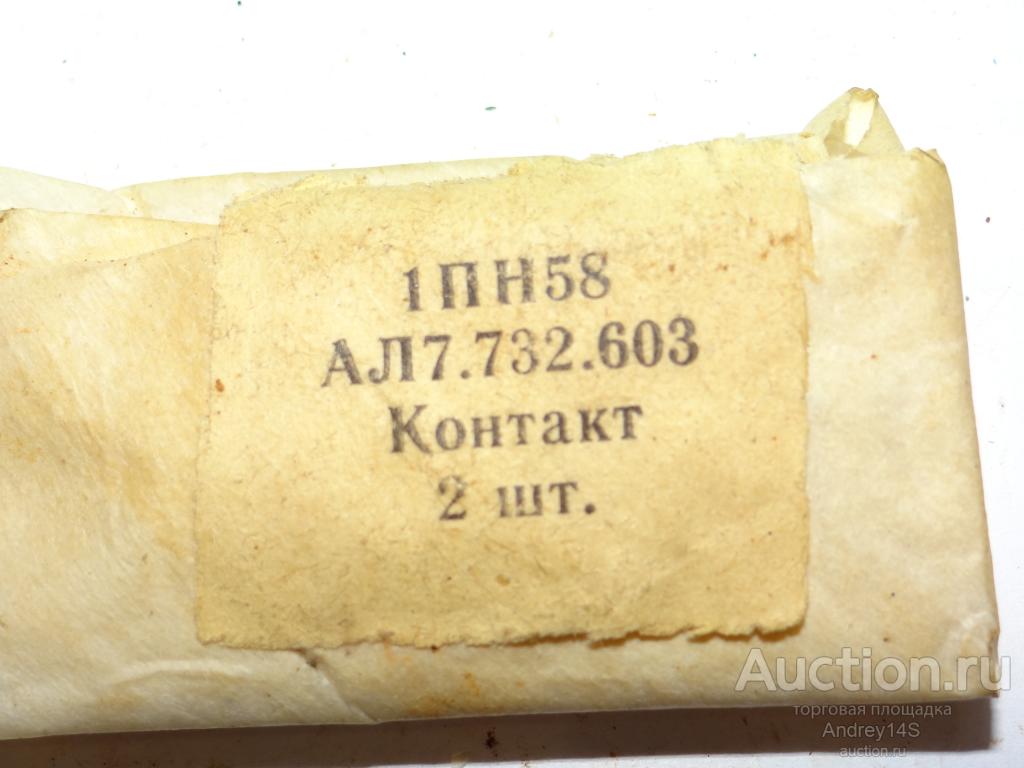 1ПН58
АЛ7.732.603
Контакт
2 шт.
Auction.ru
торговая площадка
Andrey14S
auction.ru